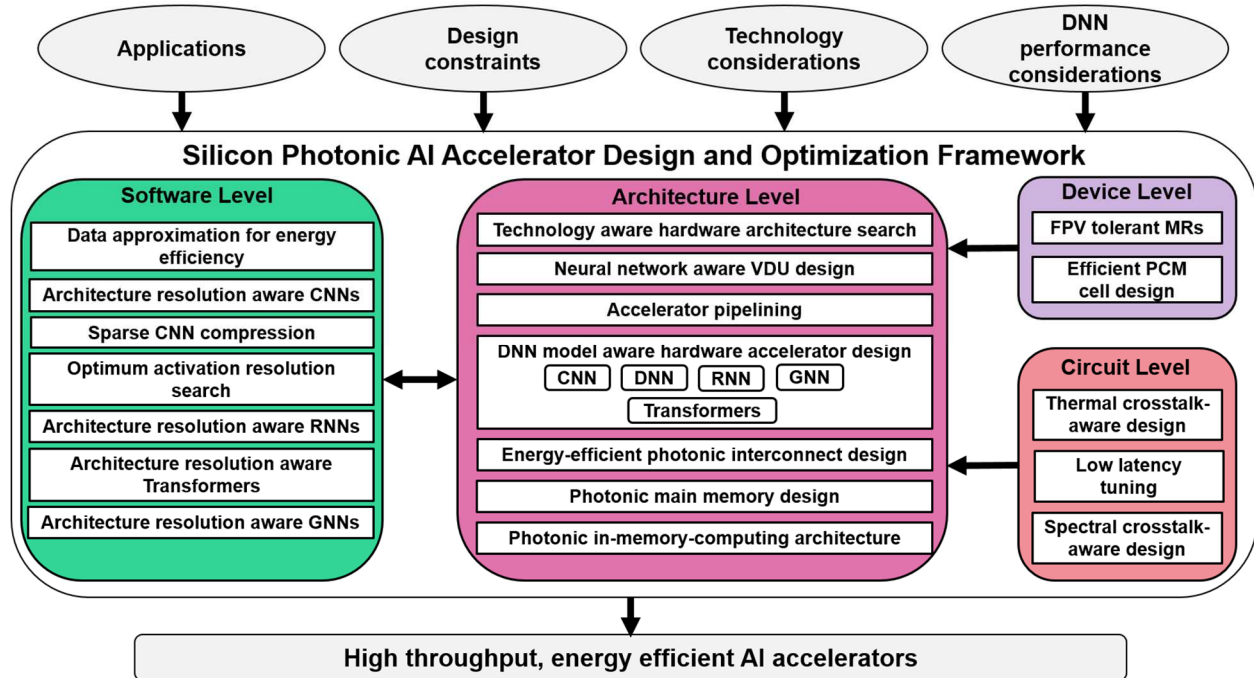 Applications
Design
constraints
Technology
considerations
DNN
performance
considerations
Silicon Photonic AI Accelerator Design and Optimization Framework
Software Level
Data approximation for energy
efficiency
Architecture resolution aware CNNs
Sparse CNN compression
Optimum activation resolution
search
Architecture resolution aware RNNs
Architecture resolution aware
Transformers
Architecture resolution aware GNNs
Architecture Level
Technology aware hardware architecture search
Neural network aware VDU design
Accelerator pipelining
DNN model aware hardware accelerator design
CNN DNN RNN GNN
Transformers
Energy-efficient photonic interconnect design
Photonic main memory design
Photonic in-memory-computing architecture
Device Level
FPV tolerant MRs
Efficient PCM
cell design
Circuit Level
Thermal crosstalk-
aware design
Low latency
tuning
Spectral crosstalk-
aware design
High throughput, energy efficient AI accelerators